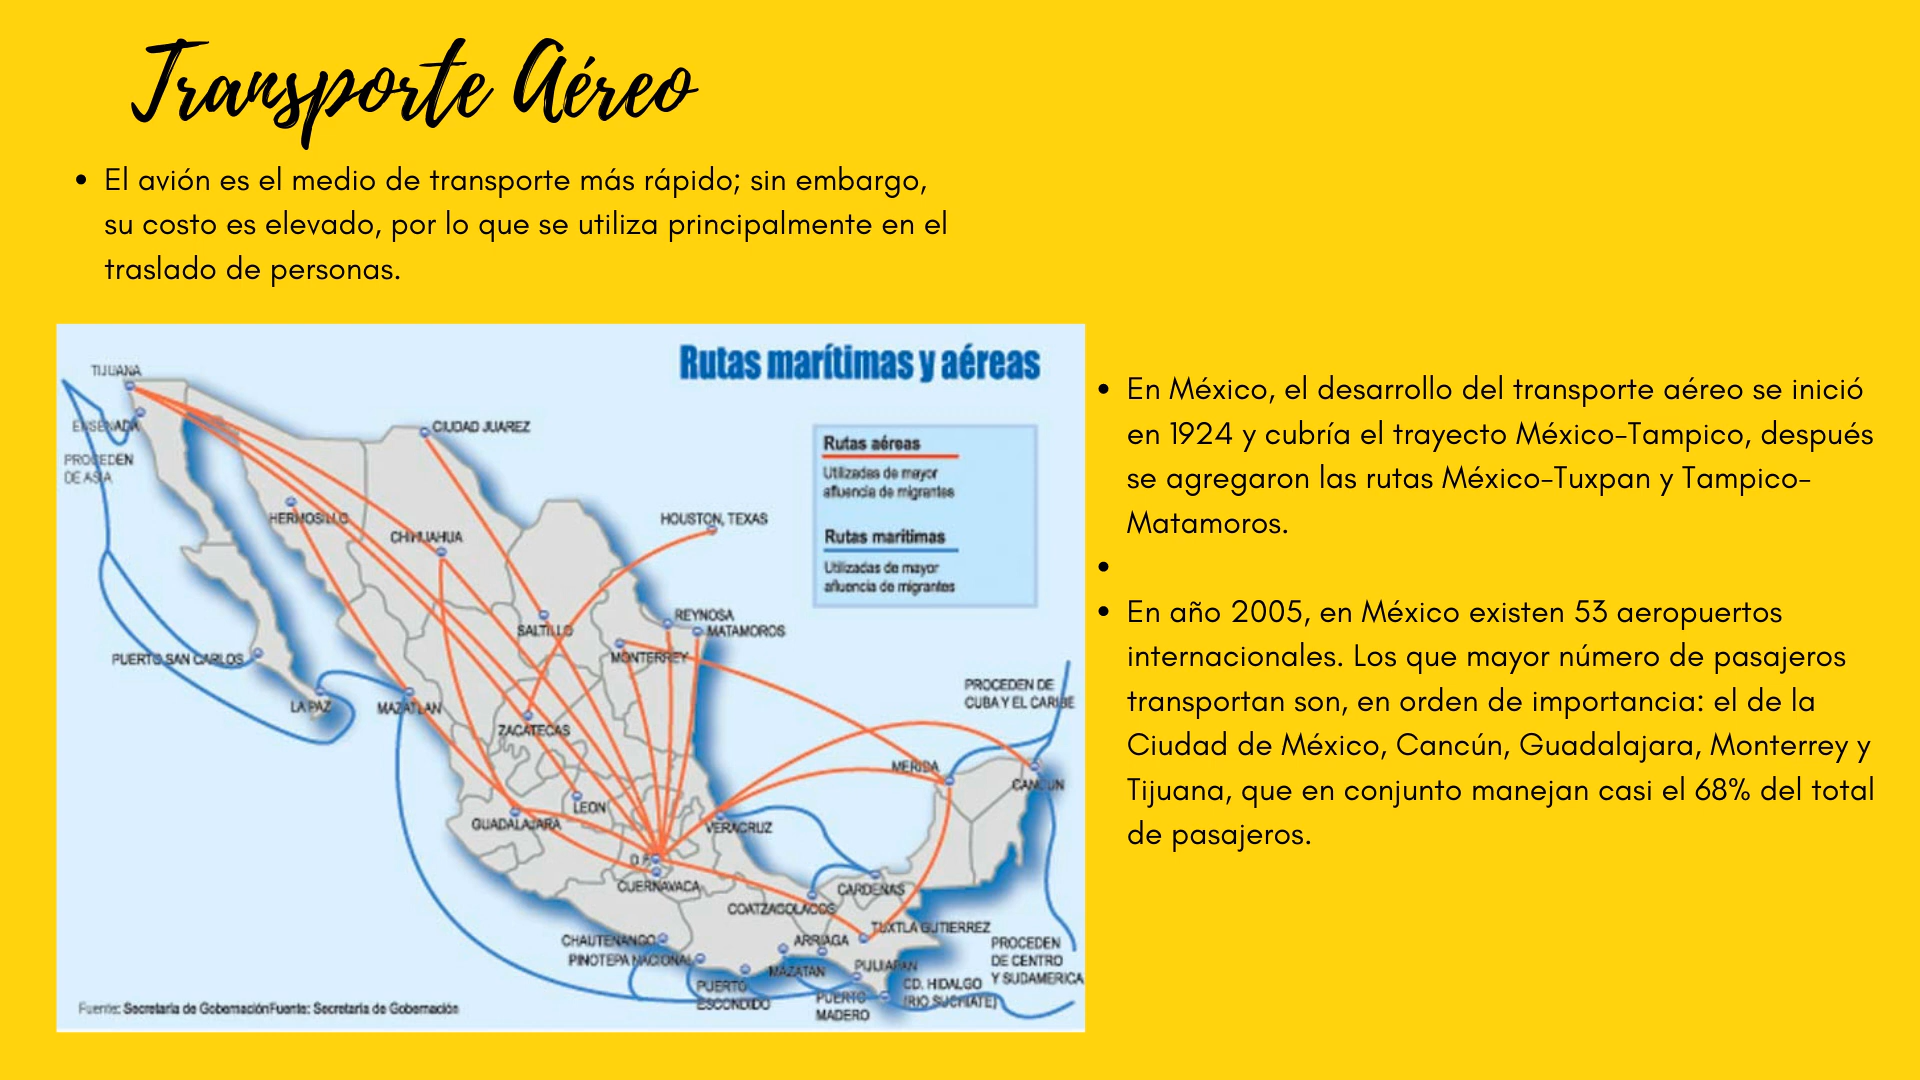 Transporte Aéreo
• El avión es el medio de transporte más rápido; sin embargo,
su costo es elevado, por lo que se utiliza principalmente en el
traslado de personas.
Rutas marítimas y aéreas
TIJUANA
ENSENADA
PROCEDEN
DE ASIA
CIUDAD JUAREZ
Rutas aéreas
Utilizadas de mayor
afluencia de migrantes
Rutas marítimas
Utilizadas de mayor
afluencia de migrantes
HERMOSILLO
CHIHUAHUA
HOUSTON, TEXAS
SALTILLO
REYNOSA
MATAMOROS
MONTERREY
PUERTO SAN CARLOS
LA PAZ
MAZATLAN
ZACATECAS
PROCEDEN DE
CUBA Y EL CARIBE
MERIDA
CANCUN
LEON
GUADALAJARA
VERACRUZ
D.F.
CUERNAVACA
CARDENAS
COATZAGOLACOS
TUXTLA GUTIERREZ
CHAUTENANGO
ARRIAGA
PINOTEPA NACIONAL
MAZATAN
PUERTO
ESCONDIDO
PUERTO
MADERO
CD. HIDALGO
(RIO SUCHIATE)
PROCEDEN
DE CENTRO
Y SUDAMERICA
Fuente: Secretaría de GobernaciónFuente: Secretaría de Gobernación
• En México, el desarrollo del transporte aéreo se inició
en 1924 y cubría el trayecto México-Tampico, después
se agregaron las rutas México-Tuxpan y Tampico-
Matamoros.
•
• En año 2005, en México existen 53 aeropuertos
internacionales. Los que mayor número de pasajeros
transportan son, en orden de importancia: el de la
Ciudad de México, Cancún, Guadalajara, Monterrey y
Tijuana, que en conjunto manejan casi el 68% del total
de pasajeros.